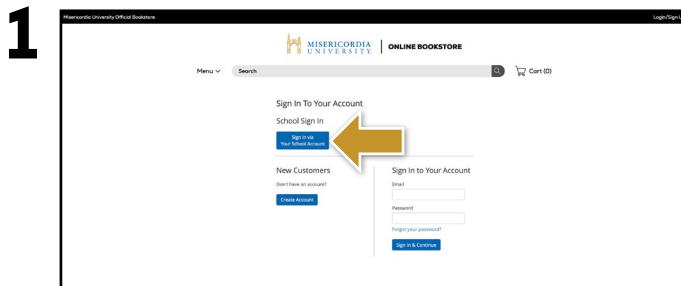 1
Misericordia University Official Bookstore
Login/Sign U
MISERICORDIA
UNIVERSITY
ONLINE BOOKSTORE
Menu
Search
Cart (0)
Sign In To Your Account
School Sign In
Sign in via
Your School Account
New Customers
Don't have an account?
Create Account
Sign In to Your Account
Email
Password
Forgot your password?
Sign In & Continue